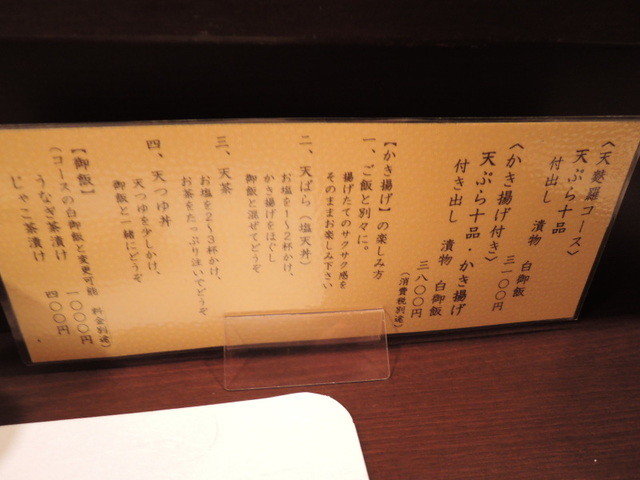 〈天麩羅コース〉
天ぷら十品
付出し　漬物　白御飯
三一〇〇円
〈かき揚げ付き〉
天ぷら十品・かき揚げ
付き出し　漬物　白御飯
三八〇〇円
（消費税別途）
【かき揚げ】の楽しみ方
一、ご飯と別々に。
揚げたてのサクサク感を
そのままお楽しみ下さい
二、天ばら（塩天丼）
お塩を1～2杯かけ、
かき揚げをほぐし
御飯と混ぜてどうぞ
三、天茶
お塩を2～3杯かけ、
お茶をたっぷり注いでどうぞ
四、天つゆ丼
天つゆを少しかけ、
御飯と一緒にどうぞ
【御飯】
（コースの白御飯と変更可能　料金別途）
うなぎ茶漬け　一〇〇〇円
じゃこ茶漬け　四〇〇円